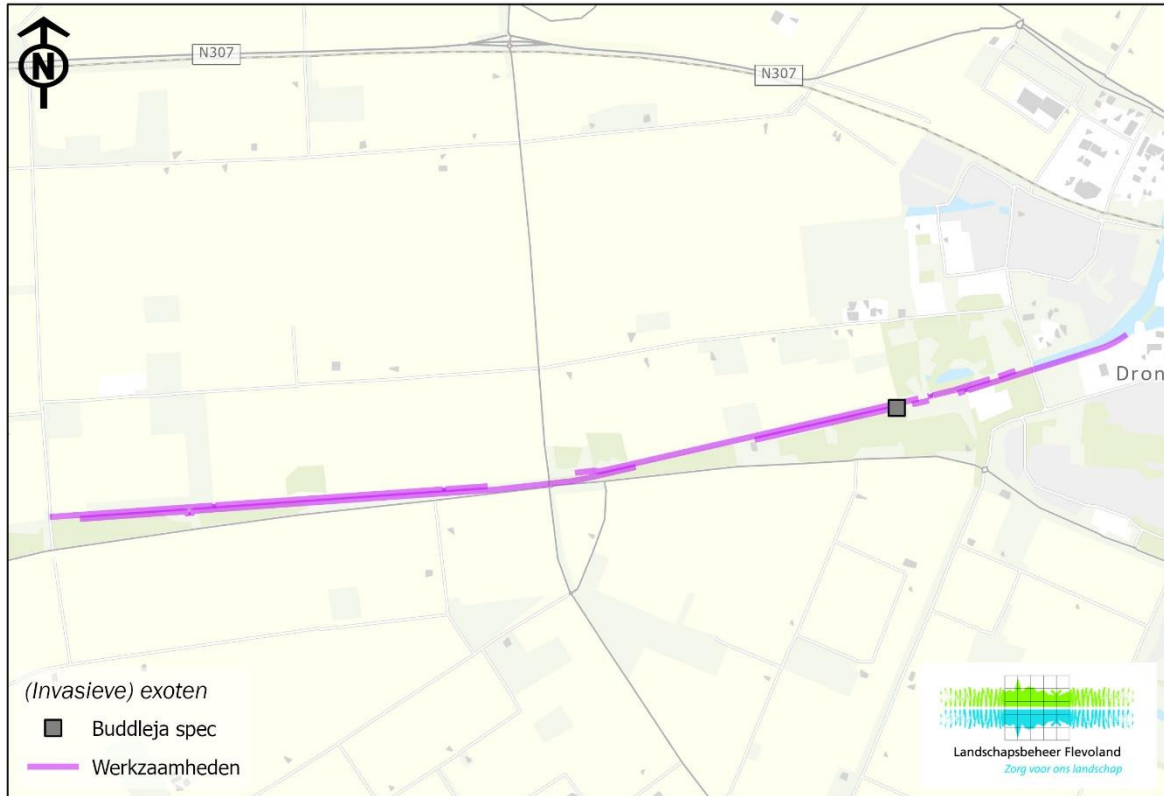 N
N307
N307
Dron
(Invasieve) exoten
Buddleja spec
Werkzaamheden
Landschapsbeheer Flevoland
Zorg voor ons landschap